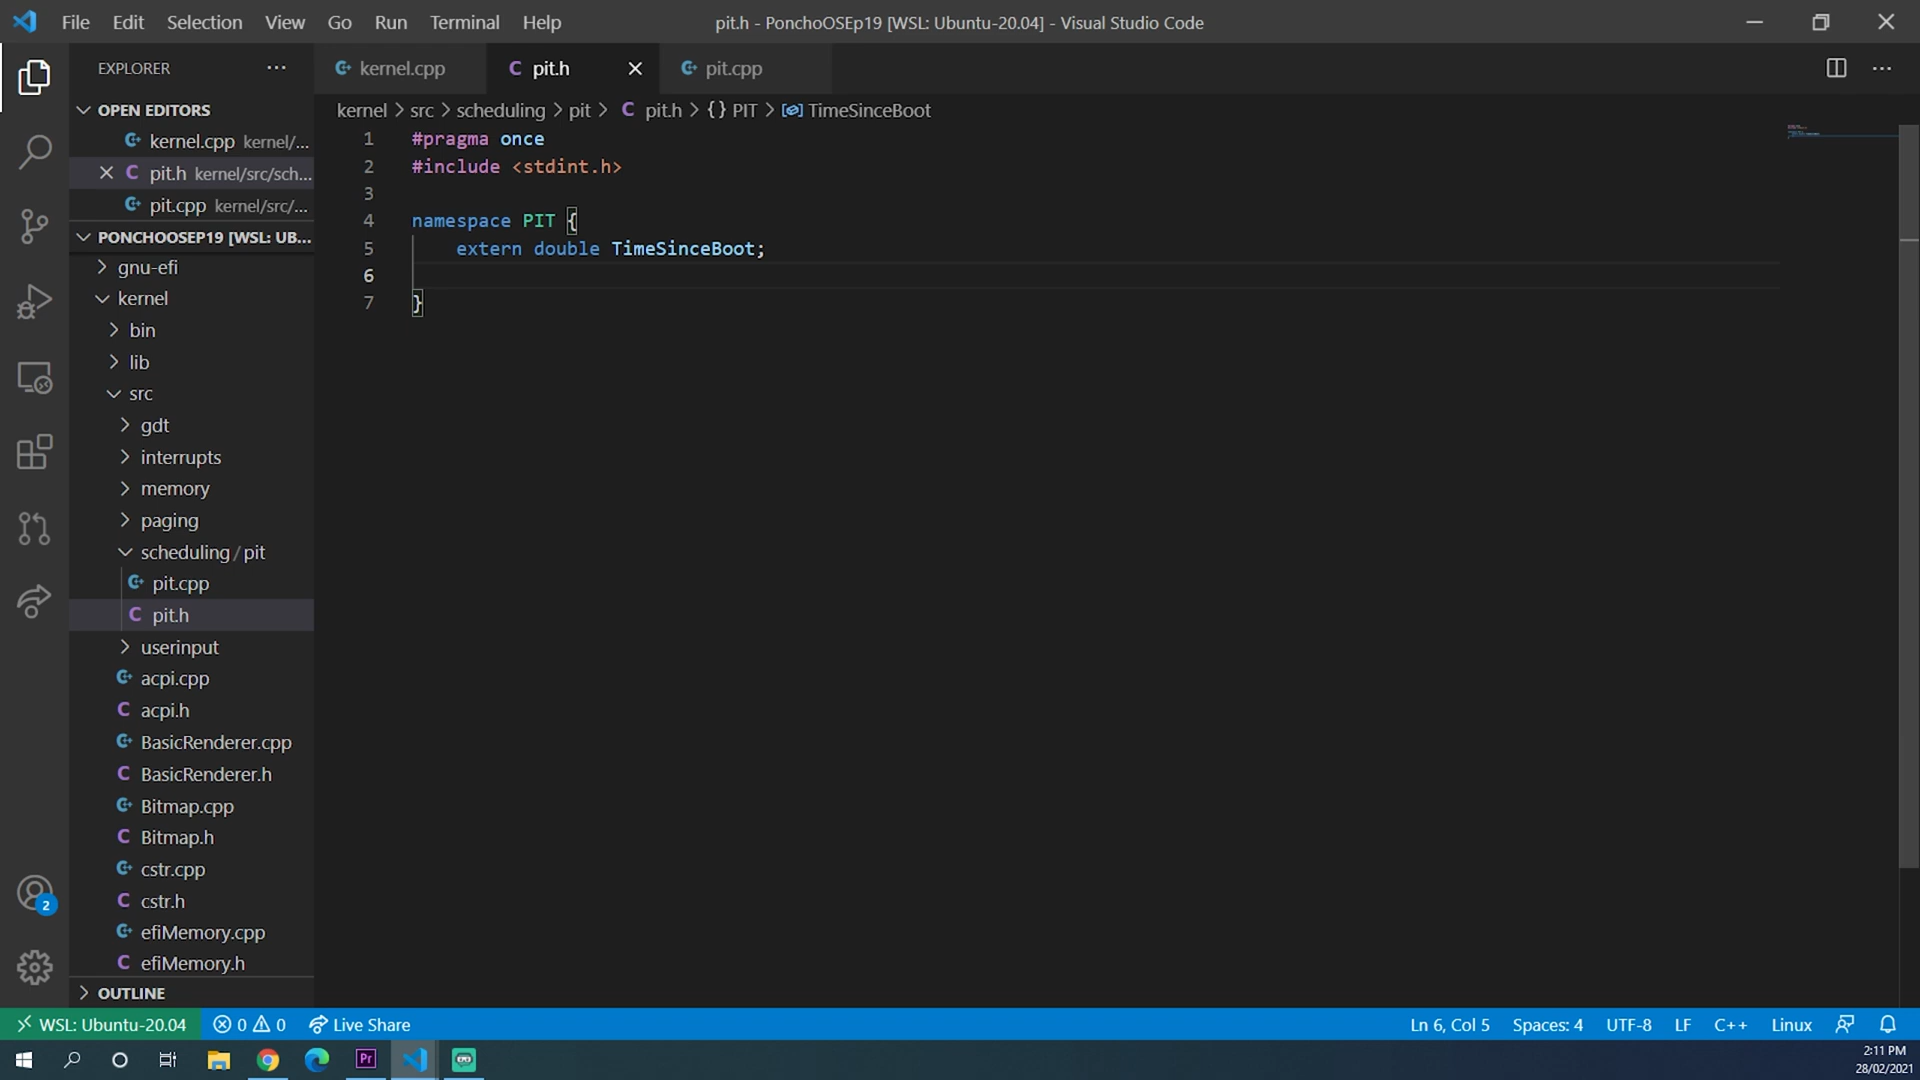 File Edit Selection View Go Run Terminal Help
pit.h - PonchoOSEp19 [WSL: Ubuntu-20.04] - Visual Studio Code
EXPLORER
OPEN EDITORS
kernel.cpp kernel/...
pit.h kernel/src/sch...
pit.cpp kernel/src/...
PONCHOOSEP19 [WSL: UB...
gnu-efi
kernel
bin
lib
src
gdt
interrupts
memory
paging
scheduling / pit
pit.cpp
pit.h
userinput
acpi.cpp
acpi.h
BasicRenderer.cpp
BasicRenderer.h
Bitmap.cpp
Bitmap.h
cstr.cpp
cstr.h
efiMemory.cpp
efiMemory.h
OUTLINE
kernel.cpp pit.h pit.cpp
kernel > src > scheduling > pit > C pit.h > {} PIT > TimeSinceBoot
1 #pragma once
2 #include <stdint.h>
3
4 namespace PIT {
5 extern double TimeSinceBoot;
6
7 }
2
WSL: Ubuntu-20.04 0 0 Live Share
Ln 6, Col 5 Spaces: 4 UTF-8 LF C++ Linux
Pr
2:11 PM
28/02/2021